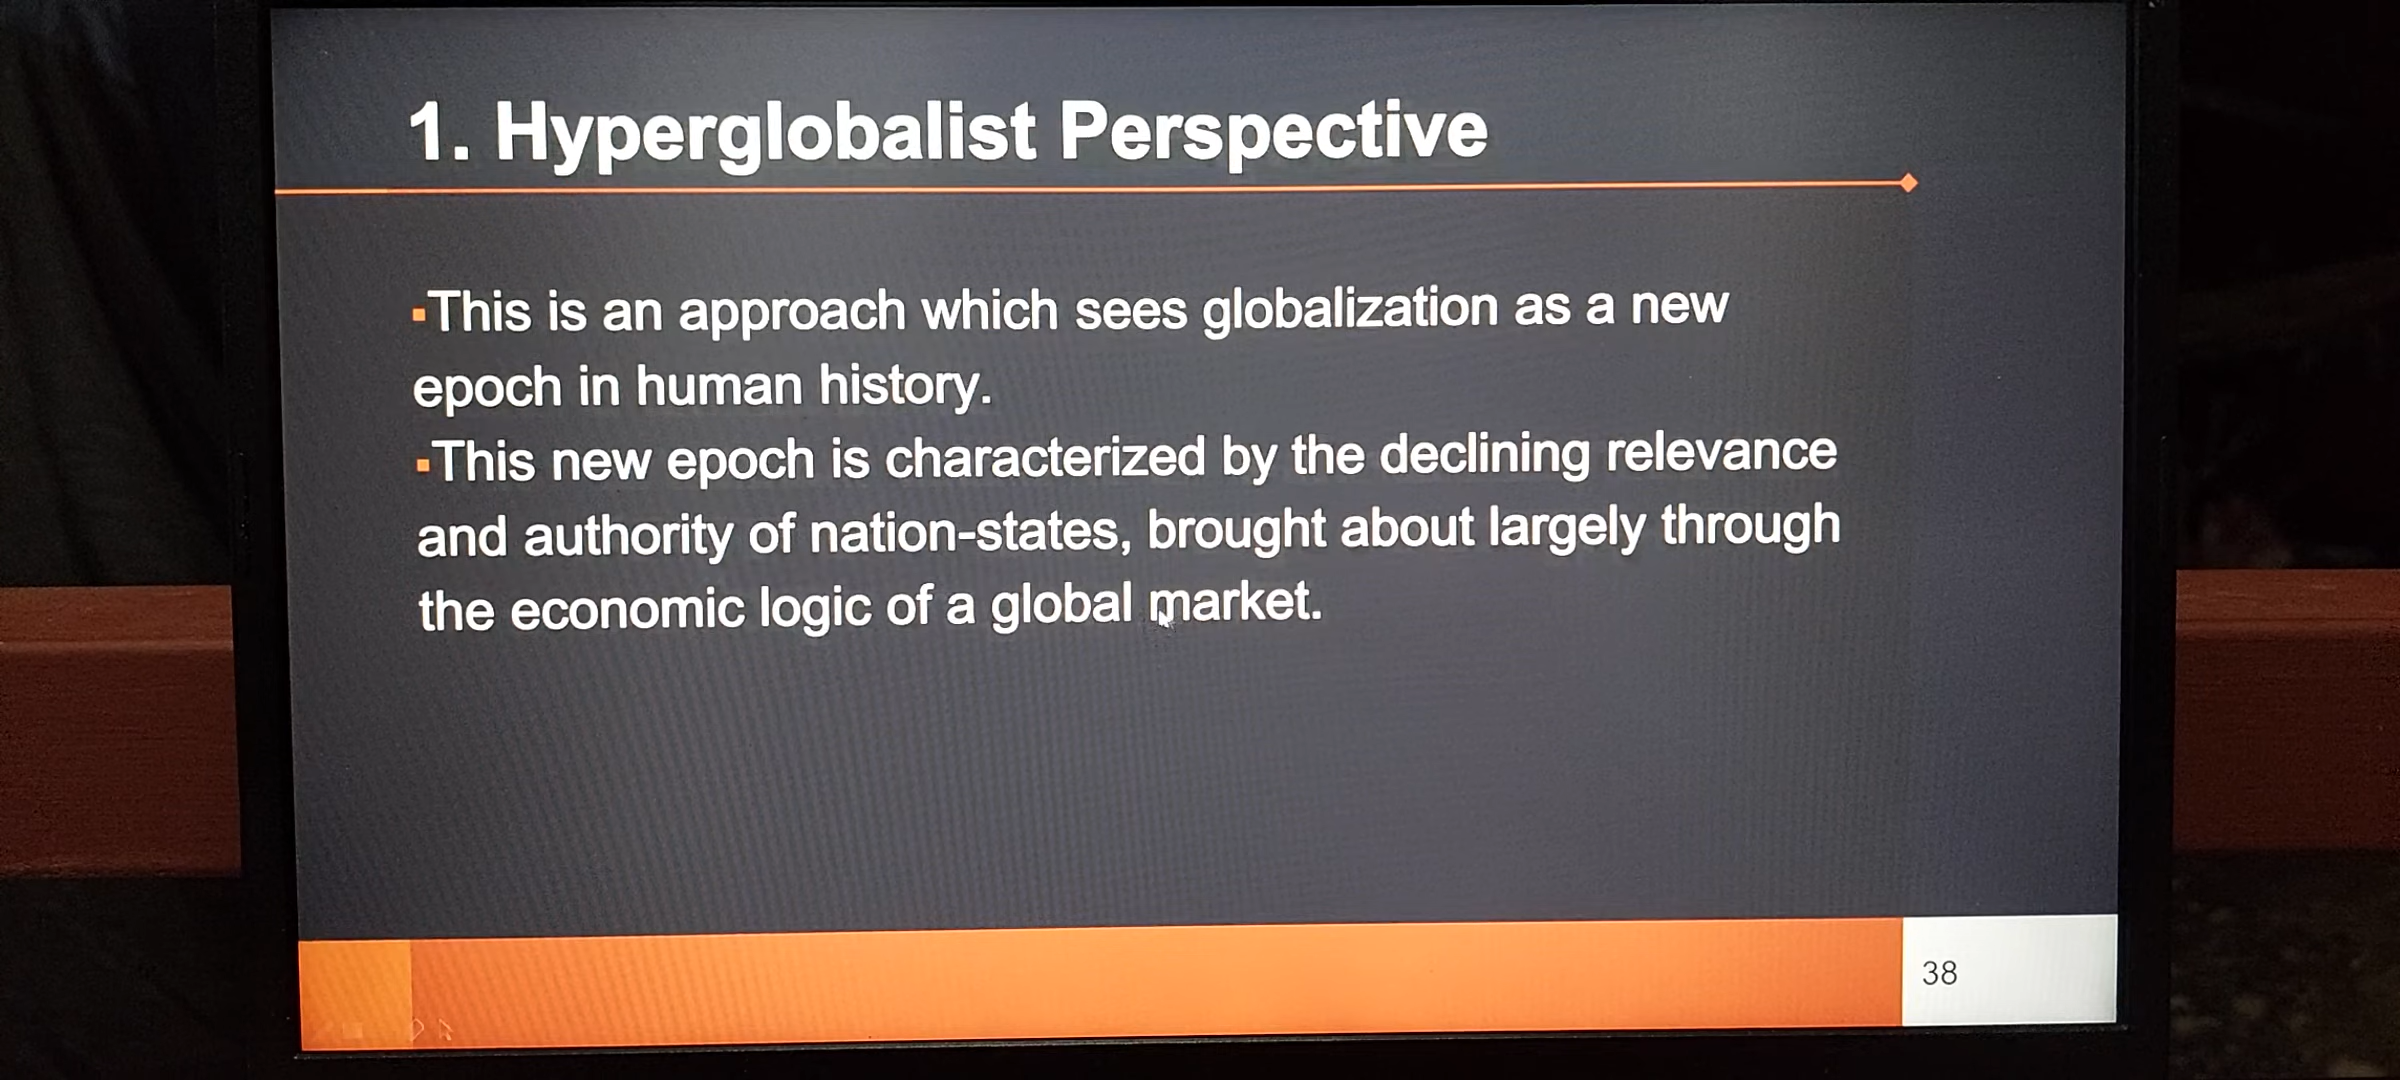 1. Hyperglobalist Perspective
▪This is an approach which sees globalization as a new
epoch in human history.
▪This new epoch is characterized by the declining relevance
and authority of nation-states, brought about largely through
the economic logic of a global market.
38